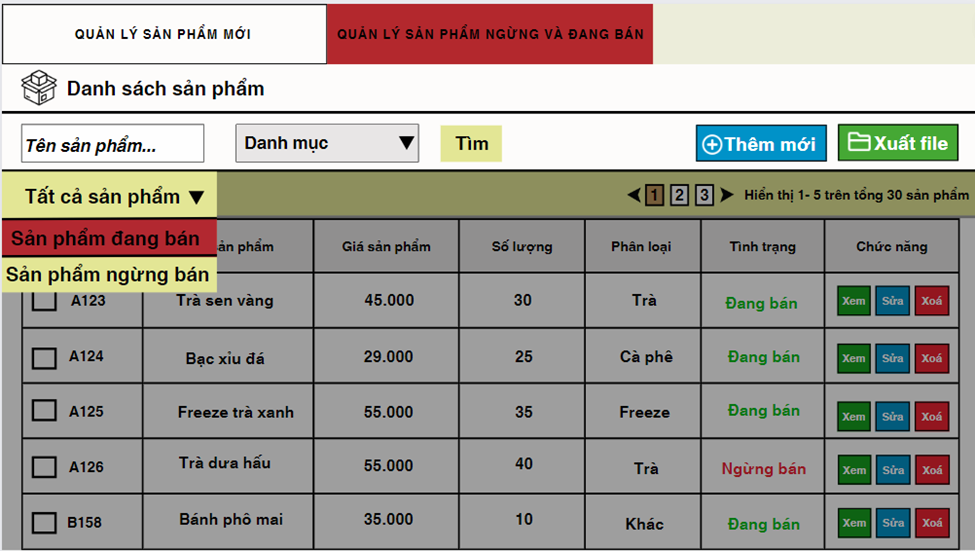 QUẢN LÝ SẢN PHẨM MỚI
QUẢN LÝ SẢN PHẨM NGỪNG VÀ ĐANG BÁN
Danh sách sản phẩm
Tên sản phẩm...
Danh mục
Tìm
Thêm mới
Xuất file
Tất cả sản phẩm
1 2 3
Hiển thị 1- 5 trên tổng 30 sản phẩm
Sản phẩm đang bán
Sản phẩm ngừng bán
sản phẩm Giá sản phẩm Số lượng Phân loại Tình trạng Chức năng
A123 Trà sen vàng 45.000 30 Trà Đang bán Xem Sửa Xoá
A124 Bạc xỉu đá 29.000 25 Cà phê Đang bán Xem Sửa Xoá
A125 Freeze trà xanh 55.000 35 Freeze Đang bán Xem Sửa Xoá
A126 Trà dưa hấu 55.000 40 Trà Ngừng bán Xem Sửa Xoá
B158 Bánh phô mai 35.000 10 Khác Đang bán Xem Sửa Xoá